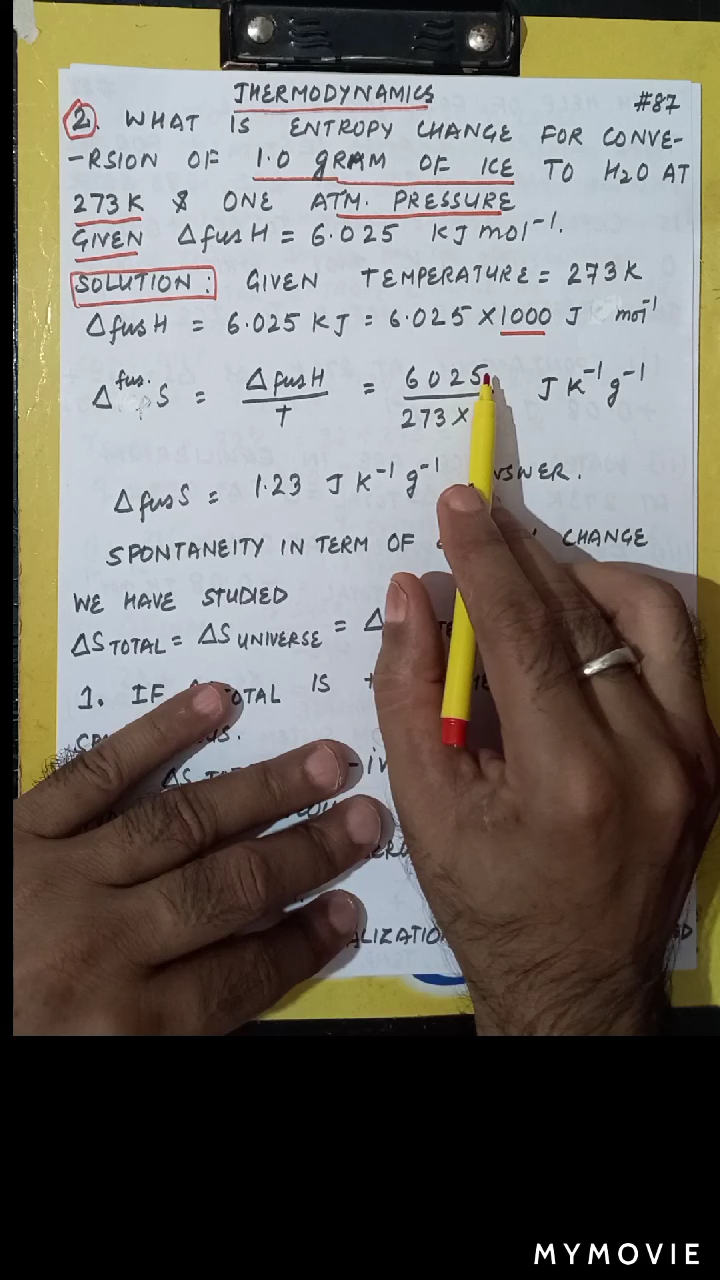 THERMODYNAMICS #87
2. WHAT IS ENTROPY CHANGE FOR CONVE-
-RSION OF 1.0 gRAM OF ICE TO H2O AT
273K & ONE ATM. PRESSURE
GIVEN ΔfusH = 6.025 KJ mol⁻¹.
SOLUTION: GIVEN TEMPERATURE = 273K
ΔfusH = 6.025 KJ = 6.025 × 1000 J mol⁻¹
Δfus. S = ΔfusH / T = 6025 / 273 × J K⁻¹ g⁻¹
ΔfusS = 1.23 J K⁻¹ g⁻¹
SPONTANEITY IN TERM OF CHANGE
WE HAVE STUDIED
ΔS TOTAL = ΔS UNIVERSE = Δ
1. IF TOTAL IS
MYMOVIE